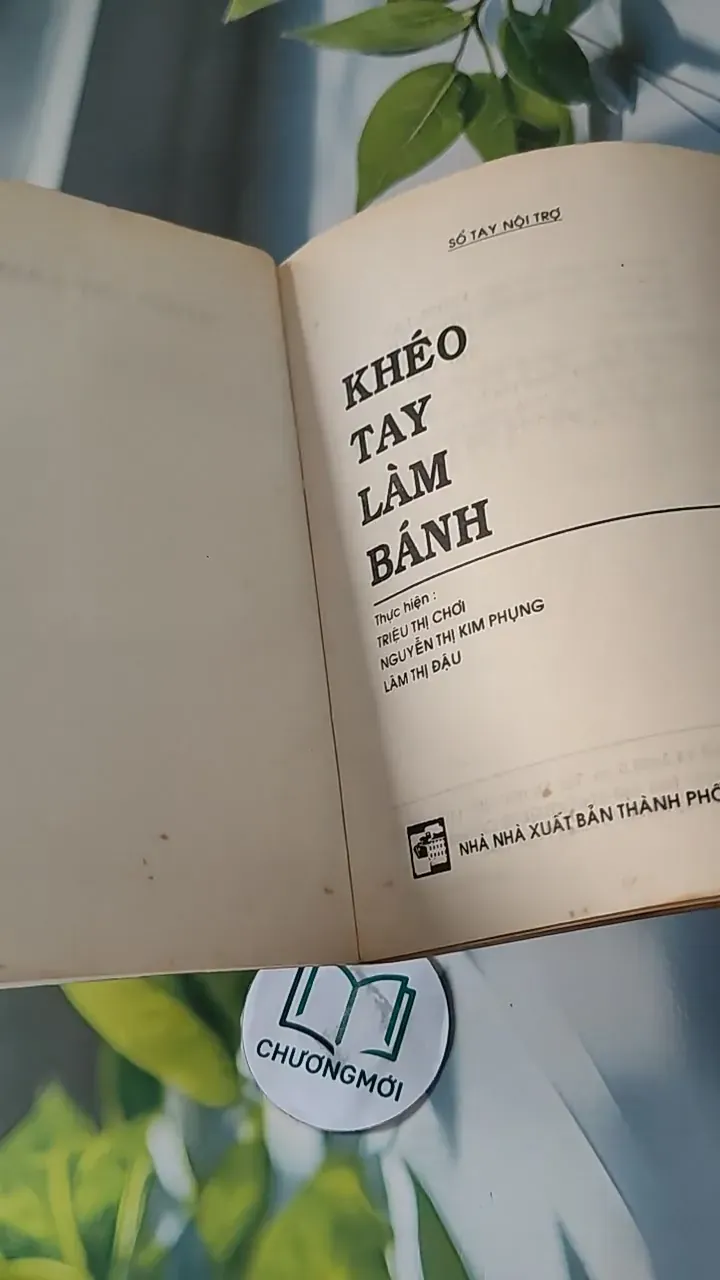 SỔ TAY NỘI TRỢ
KHÉO
TAY
LÀM
BÁNH
Thực hiện :
TRIỆU THỊ CHƠI
NGUYỄN THỊ KIM PHỤNG
LÂM THỊ ĐẬU
NHÀ NHÀ XUẤT BẢN THÀNH PHỐ
CHƯƠNGMỚI